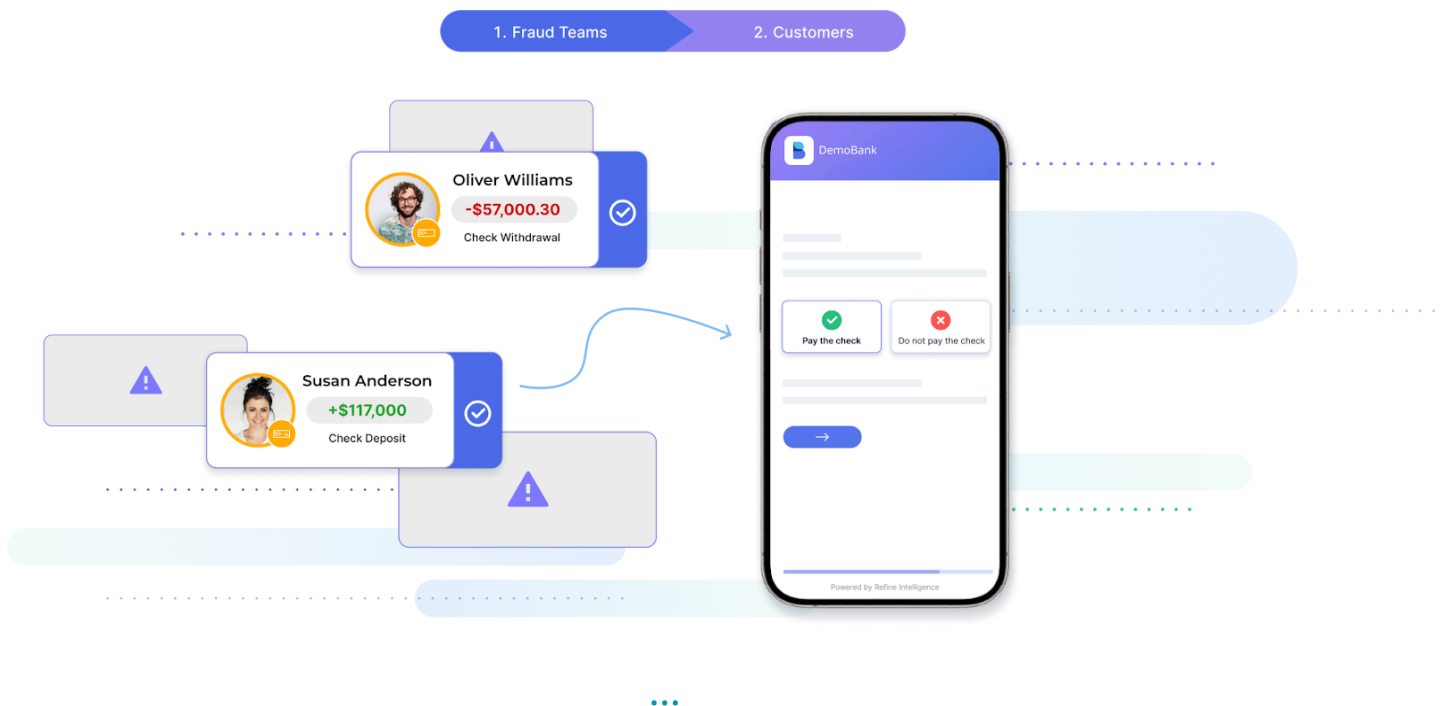 1. Fraud Teams
2. Customers
Oliver Williams
-$57,000.30
Check Withdrawal
Susan Anderson
+$117,000
Check Deposit
DemoBank
Pay the check
Do not pay the check
Powered by Refine Intelligence